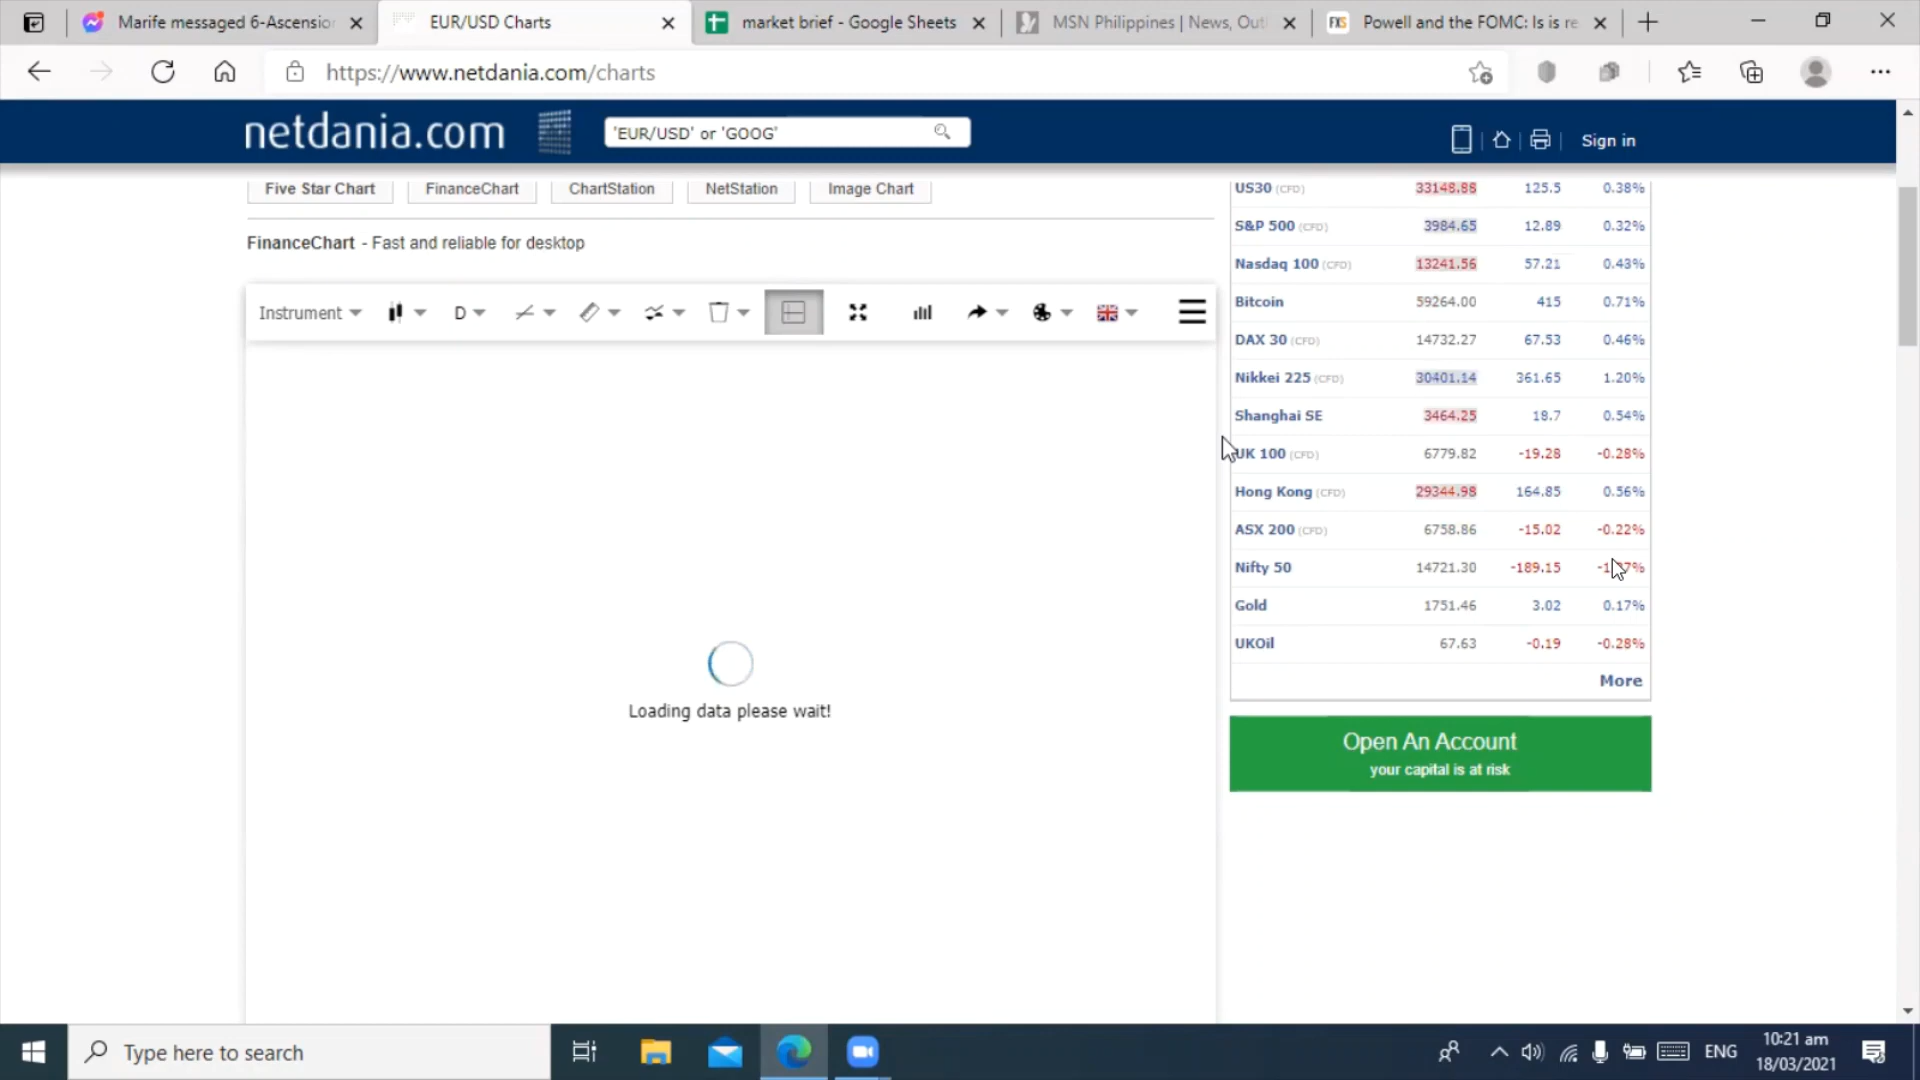 Marife messaged 6-Ascension
EUR/USD Charts
market brief - Google Sheets
MSN Philippines | News, Out
FXS Powell and the FOMC: Is is re
https://www.netdania.com/charts
netdania.com
'EUR/USD' or 'GOOG'
Sign in
Five Star Chart FinanceChart ChartStation NetStation Image Chart
FinanceChart - Fast and reliable for desktop
Instrument D
Loading data please wait!
US30 (CFD) 33148.88 125.5 0.38%
S&P 500 (CFD) 3984.65 12.89 0.32%
Nasdaq 100 (CFD) 13241.56 57.21 0.43%
Bitcoin 59264.00 415 0.71%
DAX 30 (CFD) 14732.27 67.53 0.46%
Nikkei 225 (CFD) 30401.14 361.65 1.20%
Shanghai SE 3464.25 18.7 0.54%
UK 100 (CFD) 6779.82 -19.28 -0.28%
Hong Kong (CFD) 29344.98 164.85 0.56%
ASX 200 (CFD) 6758.86 -15.02 -0.22%
Nifty 50 14721.30 -189.15
Gold 1751.46 3.02 0.17%
UKOil 67.63 -0.19 -0.28%
More
Open An Account
your capital is at risk
Type here to search
ENG
10:21 am
18/03/2021